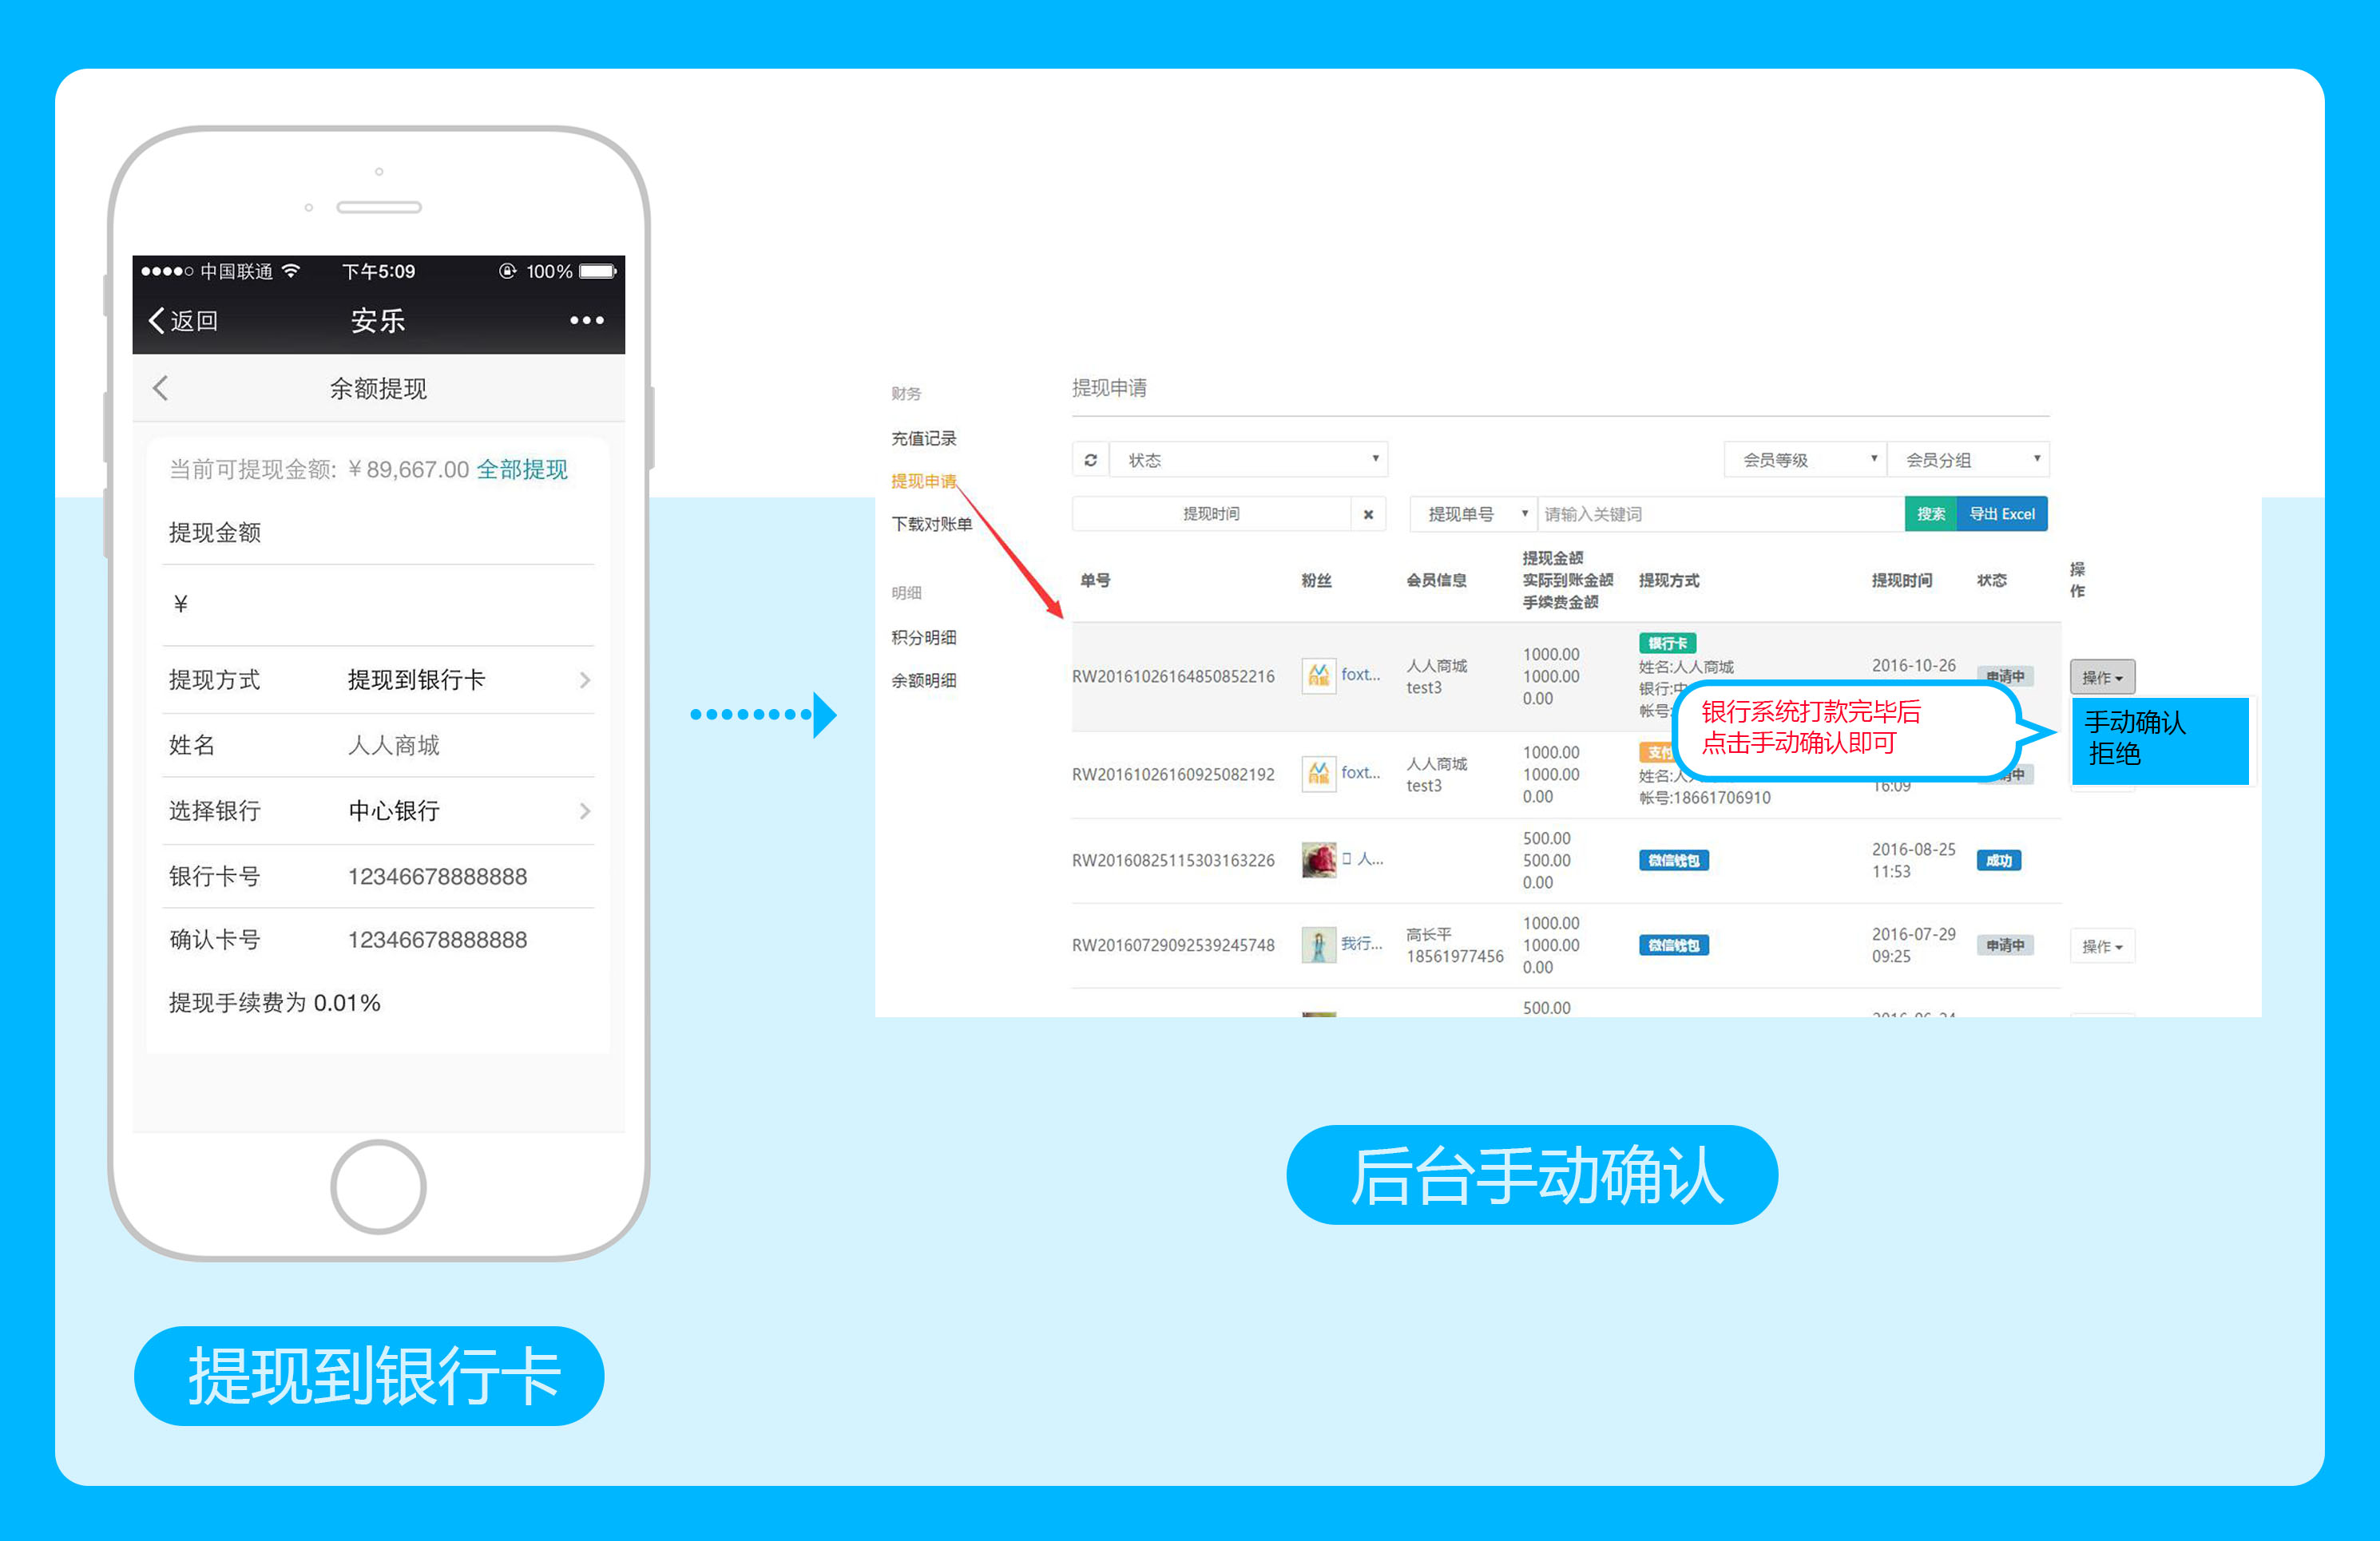 中国联通 下午5:09 100%
返回 安乐
余额提现
当前可提现金额: ￥89,667.00 全部提现
提现金额
¥
提现方式 提现到银行卡
姓名 人人商城
选择银行 中心银行
银行卡号 12346678888888
确认卡号 12346678888888
提现手续费为 0.01%
提现到银行卡
财务
充值记录
提现申请
下载对账单
明细
积分明细
余额明细
提现申请
状态 会员等级 会员分组
提现时间 提现单号 请输入关键词 搜索 导出 Excel
单号 粉丝 会员信息 提现金额 提现方式 提现时间 状态 操作
实际到账金额
手续费金额
RW20161026164850852216 foxt... 人人商城 test3 1000.00 1000.00 0.00 银行卡 2016-10-26 申请中 操作
姓名:人人商城
银行:中
帐号:
银行系统打款完毕后
点击手动确认即可
手动确认
拒绝
RW20161026160925082192 foxt... 人人商城 test3 1000.00 1000.00 0.00 支付 16:09 中
姓名:人
帐号:18661706910
RW20160825115303163226 人... 500.00 500.00 0.00 微信钱包 2016-08-25 11:53 成功
RW20160729092539245748 我行... 高长平 18561977456 1000.00 1000.00 0.00 微信钱包 2016-07-29 09:25 申请中 操作
500.00
后台手动确认